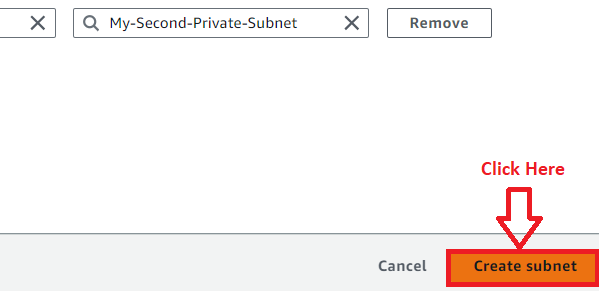 My-Second-Private-Subnet Remove
Click Here
Cancel Create subnet